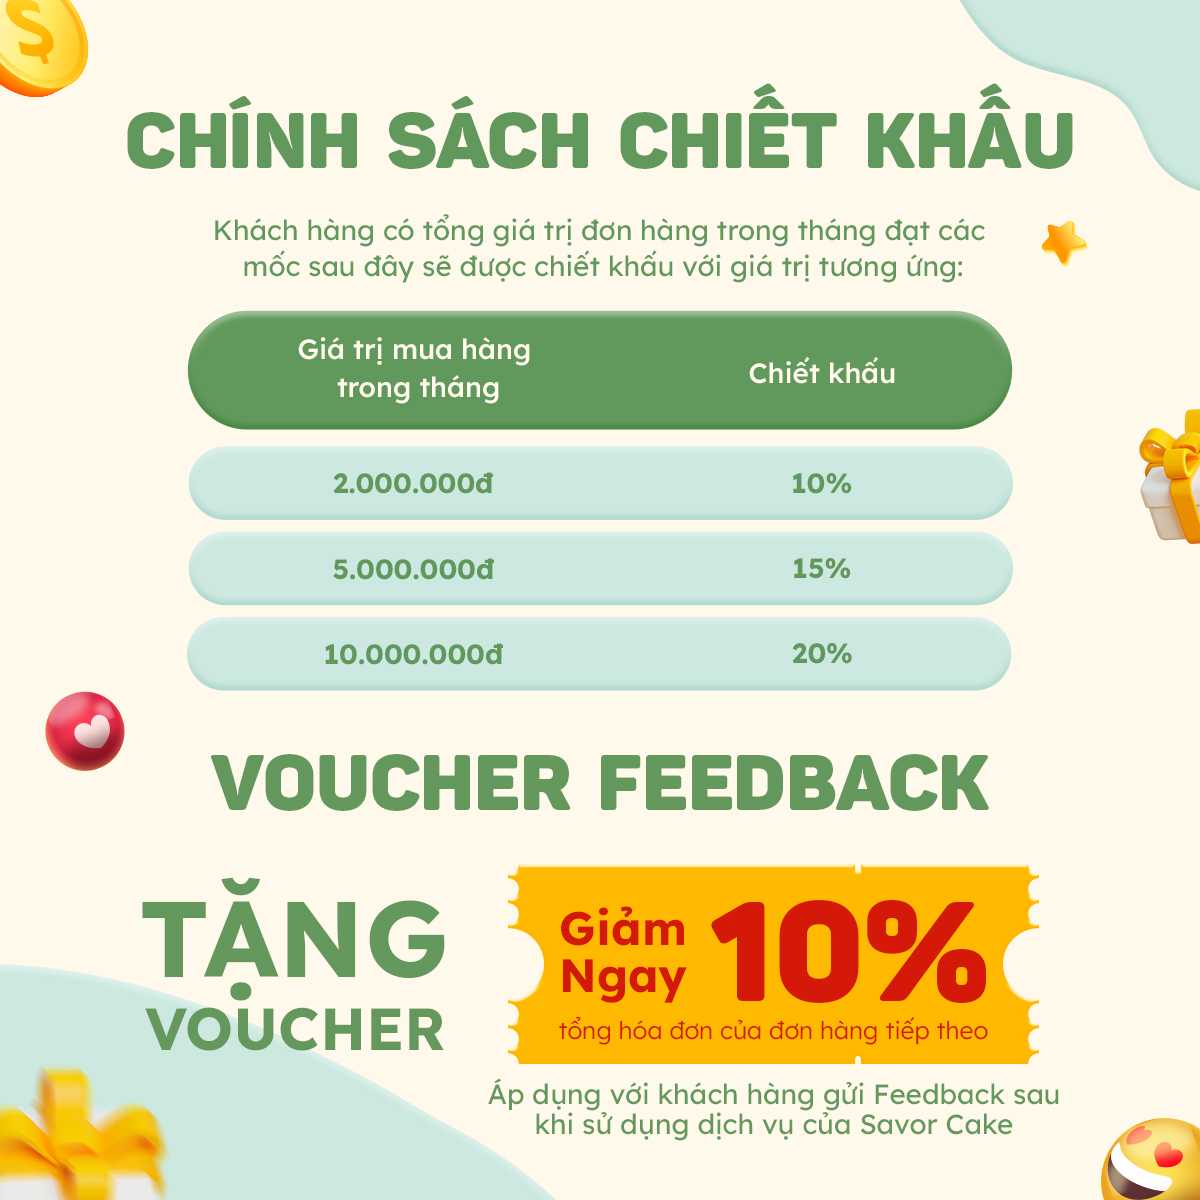 CHÍNH SÁCH CHIẾT KHẤU
Khách hàng có tổng giá trị đơn hàng trong tháng đạt các
mốc sau đây sẽ được chiết khấu với giá trị tương ứng:
Giá trị mua hàng
trong tháng
Chiết khấu
2.000.000đ 10%
5.000.000đ 15%
10.000.000đ 20%
VOUCHER FEEDBACK
TẶNG
VOUCHER
Giảm
Ngay
10%
tổng hóa đơn của đơn hàng tiếp theo
Áp dụng với khách hàng gửi Feedback sau
khi sử dụng dịch vụ của Savor Cake